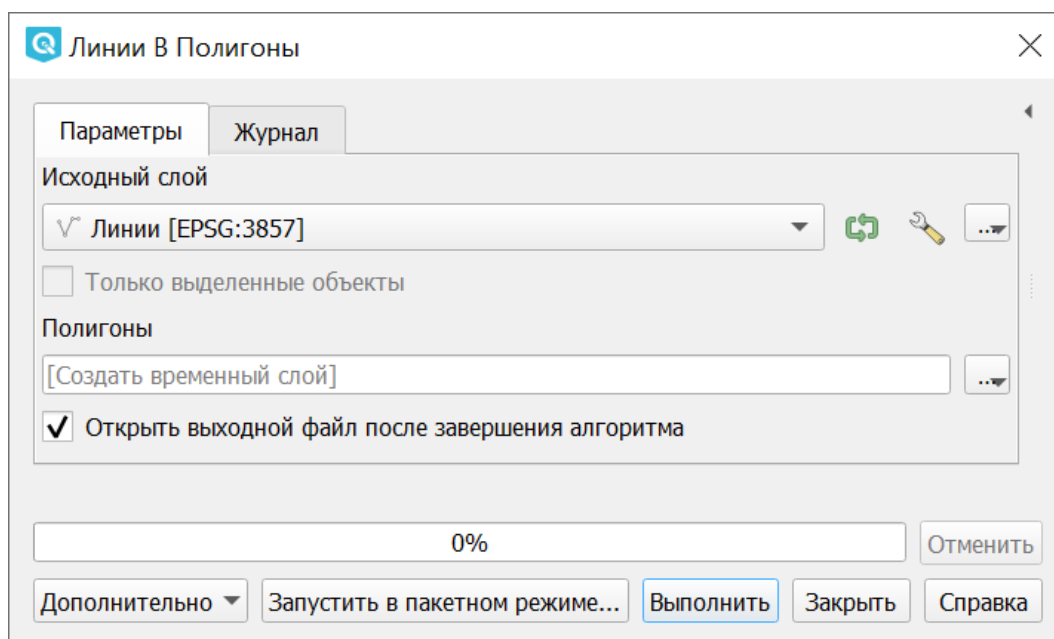 Линии В Полигоны
Параметры
Журнал
Исходный слой
Линии [EPSG:3857]
...
Только выделенные объекты
Полигоны
[Создать временный слой]
...
Открыть выходной файл после завершения алгоритма
0%
Отменить
Дополнительно
Запустить в пакетном режиме...
Выполнить
Закрыть
Справка